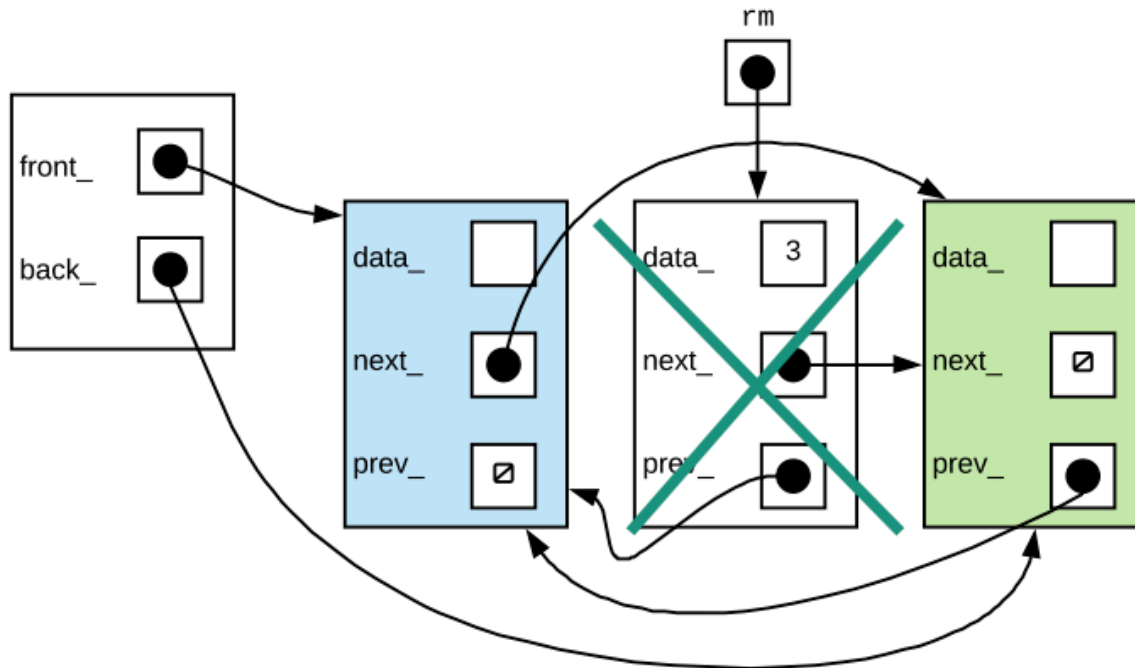 rm
front_
back_
data_
next_
prev_
data_ 3
next_
prev_
data_
next_
prev_